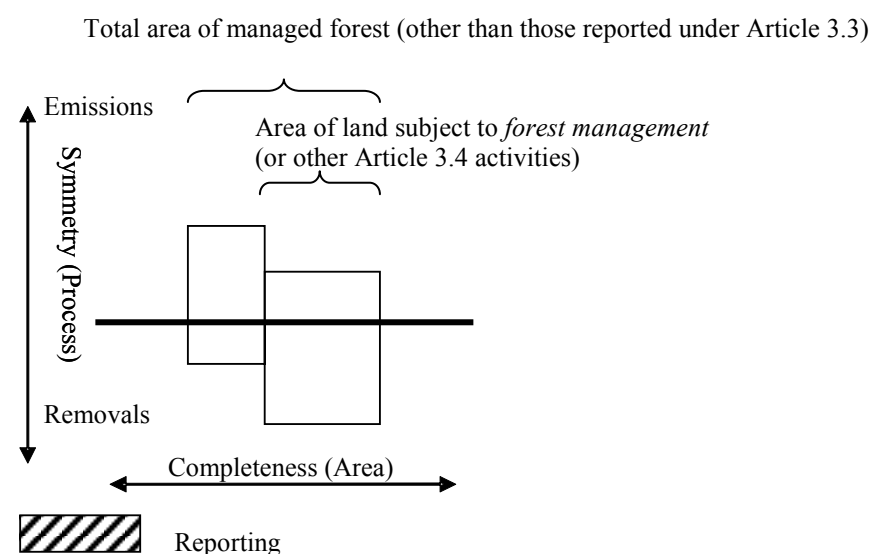 Total area of managed forest (other than those reported under Article 3.3)
Emissions
Area of land subject to forest management
(or other Article 3.4 activities)
Symmetry (Process)
Removals
Completeness (Area)
Reporting